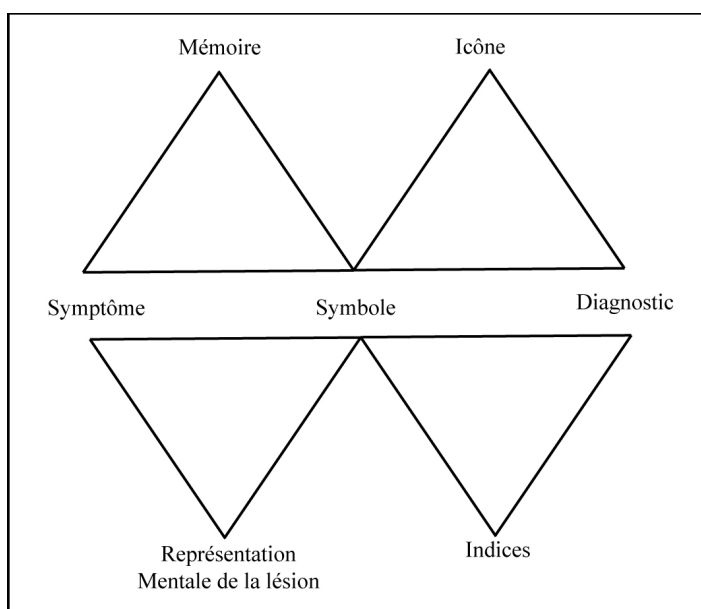 Mémoire
Icône
Symptôme
Symbole
Diagnostic
Représentation
Mentale de la lésion
Indices